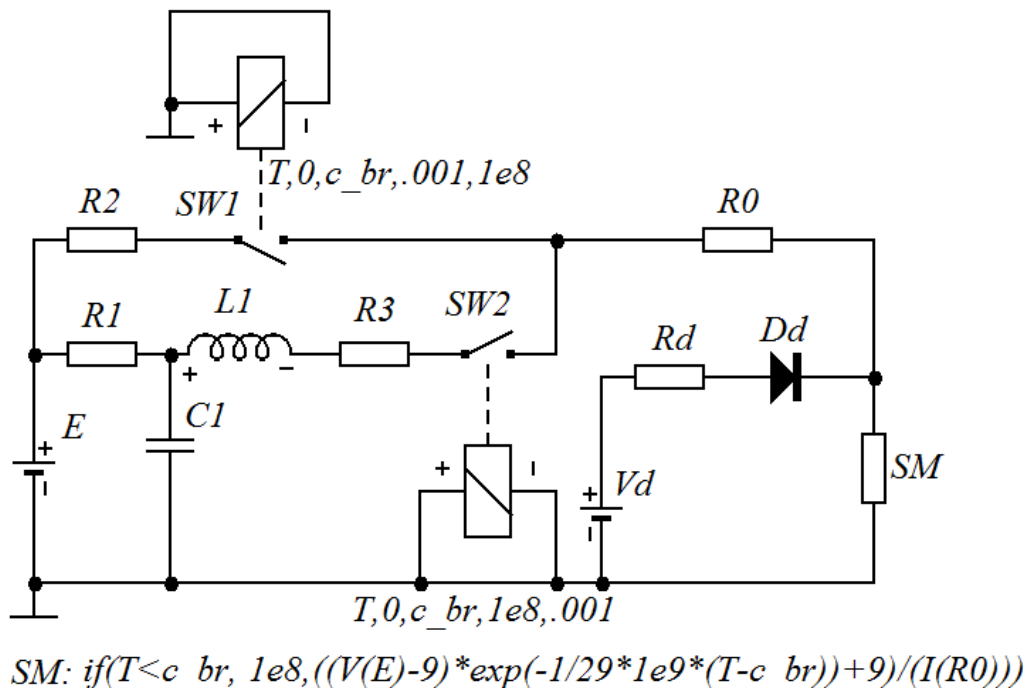 + −
T,0,c_br,.001,1e8
R2 SW1 R0
R1 L1 R3 SW2
+ −
Rd Dd
E C1
+
−
+ −
Vd
+
−
SM
T,0,c_br,1e8,.001
SM: if(T<c_br, 1e8,((V(E)-9)*exp(-1/29*1e9*(T-c_br))+9)/(I(R0)))